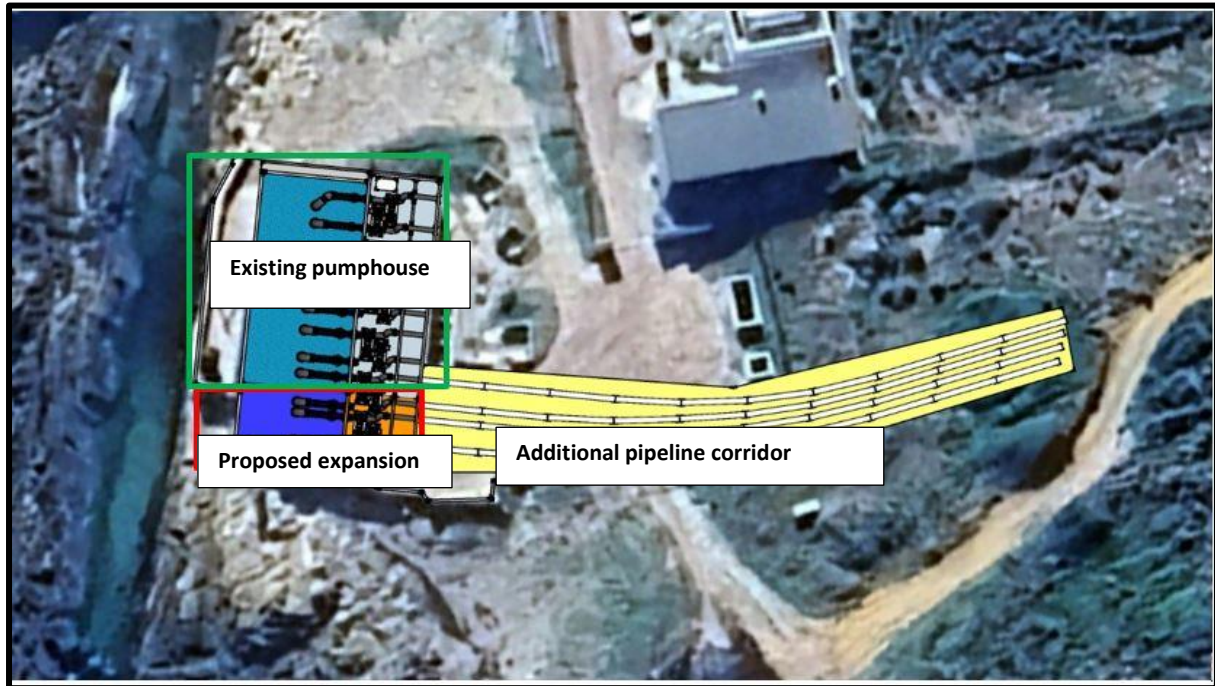 Existing pumphouse
Proposed expansion
Additional pipeline corridor